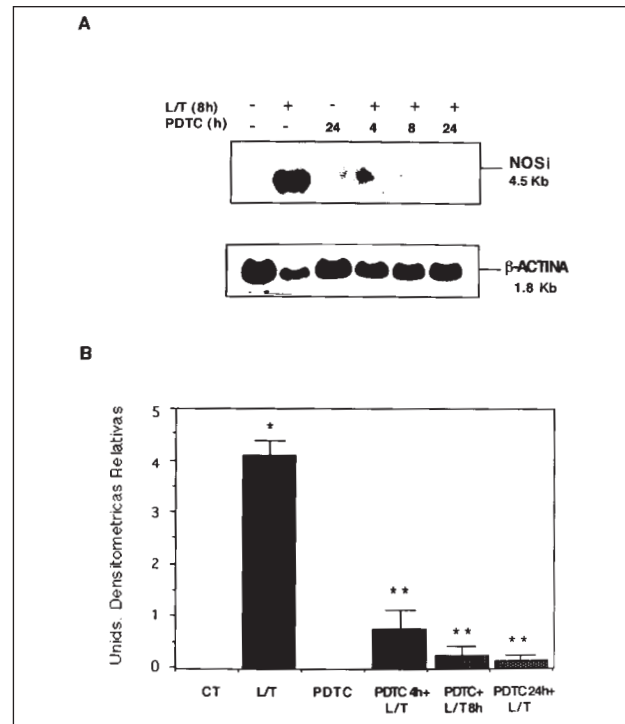 A
L/T (8h) - + - + + +
PDTC (h) - - 24 4 8 24
NOSi
4.5 Kb
β-ACTINA
1.8 Kb
B
Unids. Densitometricas Relativas
5
4
3
2
1
0
*
**
**
**
CT L/T PDTC PDTC 4h+ PDTC+ PDTC 24h+
L/T L/T 8h L/T